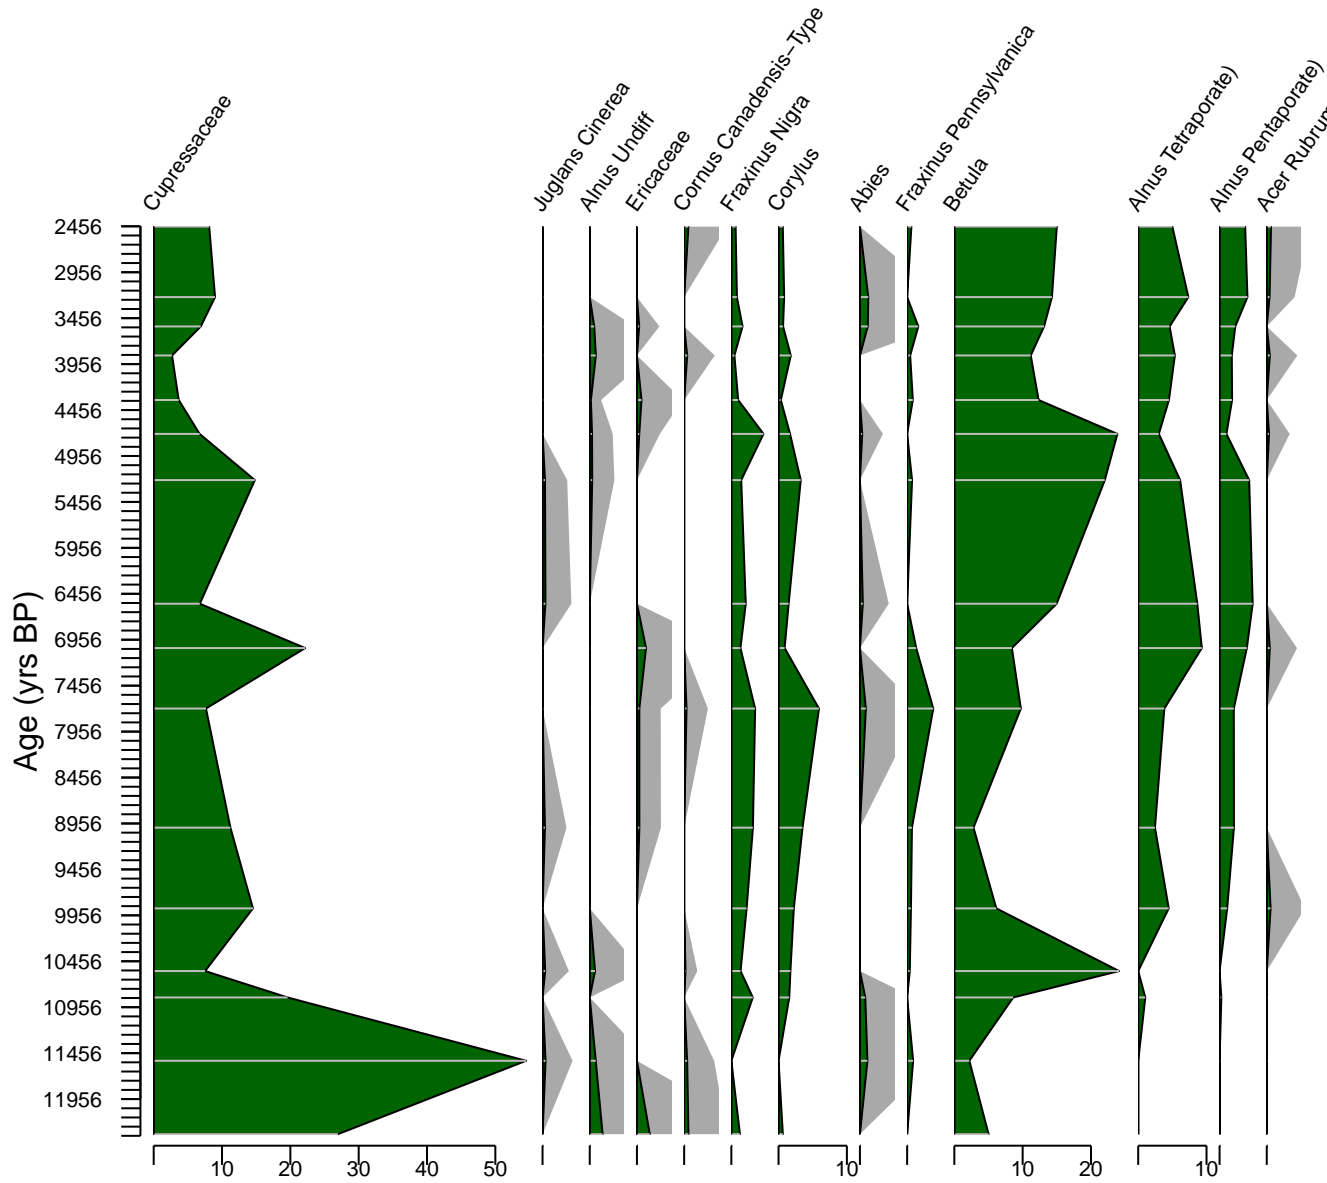 Cupressaceae
Juglans Cinerea
Alnus Undiff
Ericaceae
Cornus Canadensis−Type
Fraxinus Nigra
Corylus
Abies
Fraxinus Pennsylvanica
Betula
Alnus Tetraporate)
Alnus Pentaporate)
Acer Rubrum
Age (yrs BP)
2456
2956
3456
3956
4456
4956
5456
5956
6456
6956
7456
7956
8456
8956
9456
9956
10456
10956
11456
11956
10 20 30 40 50 10 10 20 10